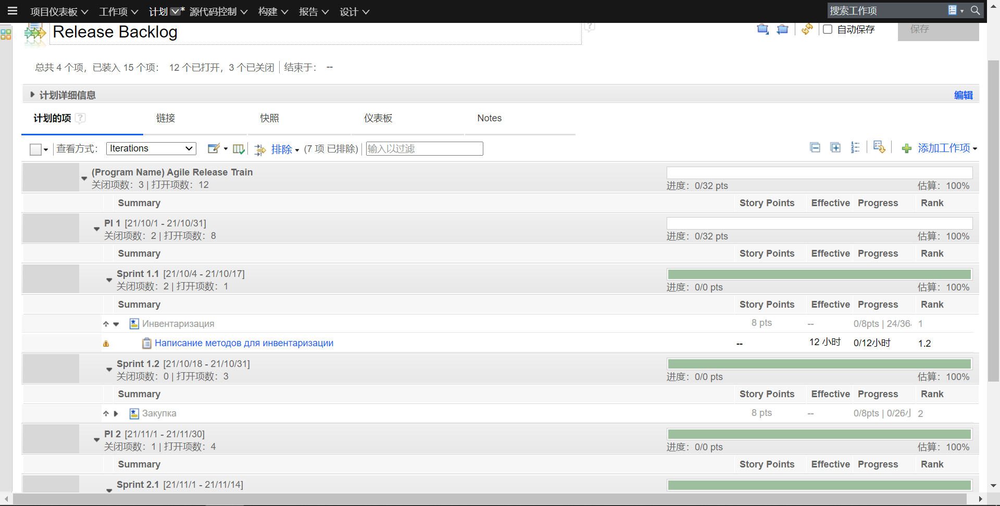 项目仪表板 工作项 计划 * 源代码控制 构建 报告 设计 搜索工作项
Release Backlog ? 自动保存 保存
总共 4 个项，已装入 15 个项： 12 个已打开，3 个已关闭 结束于： --
计划详细信息 编辑
计划的项 ? 链接 快照 仪表板 Notes
查看方式： Iterations 排除 (7 项 已排除) 输入以过滤 添加工作项
(Program Name) Agile Release Train
关闭项数： 3 | 打开项数： 12 进度： 0/32 pts 估算： 100%
Summary Story Points Effective Progress Rank
PI 1 [21/10/1 - 21/10/31]
关闭项数： 2 | 打开项数： 8 进度： 0/32 pts 估算： 100%
Summary Story Points Effective Progress Rank
Sprint 1.1 [21/10/4 - 21/10/17]
关闭项数： 2 | 打开项数： 1 进度： 0/0 pts 估算： 100%
Summary Story Points Effective Progress Rank
Инвентаризация 8 pts -- 0/8pts | 24/36 1
Написание методов для инвентаризации -- 12 小时 0/12小时 1.2
Sprint 1.2 [21/10/18 - 21/10/31]
关闭项数： 0 | 打开项数： 3 进度： 0/0 pts 估算： 100%
Summary Story Points Effective Progress Rank
Закупка 8 pts -- 0/8pts | 0/26小 2
PI 2 [21/11/1 - 21/11/30]
关闭项数： 1 | 打开项数： 4 进度： 0/0 pts 估算： 100%
Summary Story Points Effective Progress Rank
Sprint 2.1 [21/11/1 - 21/11/14]